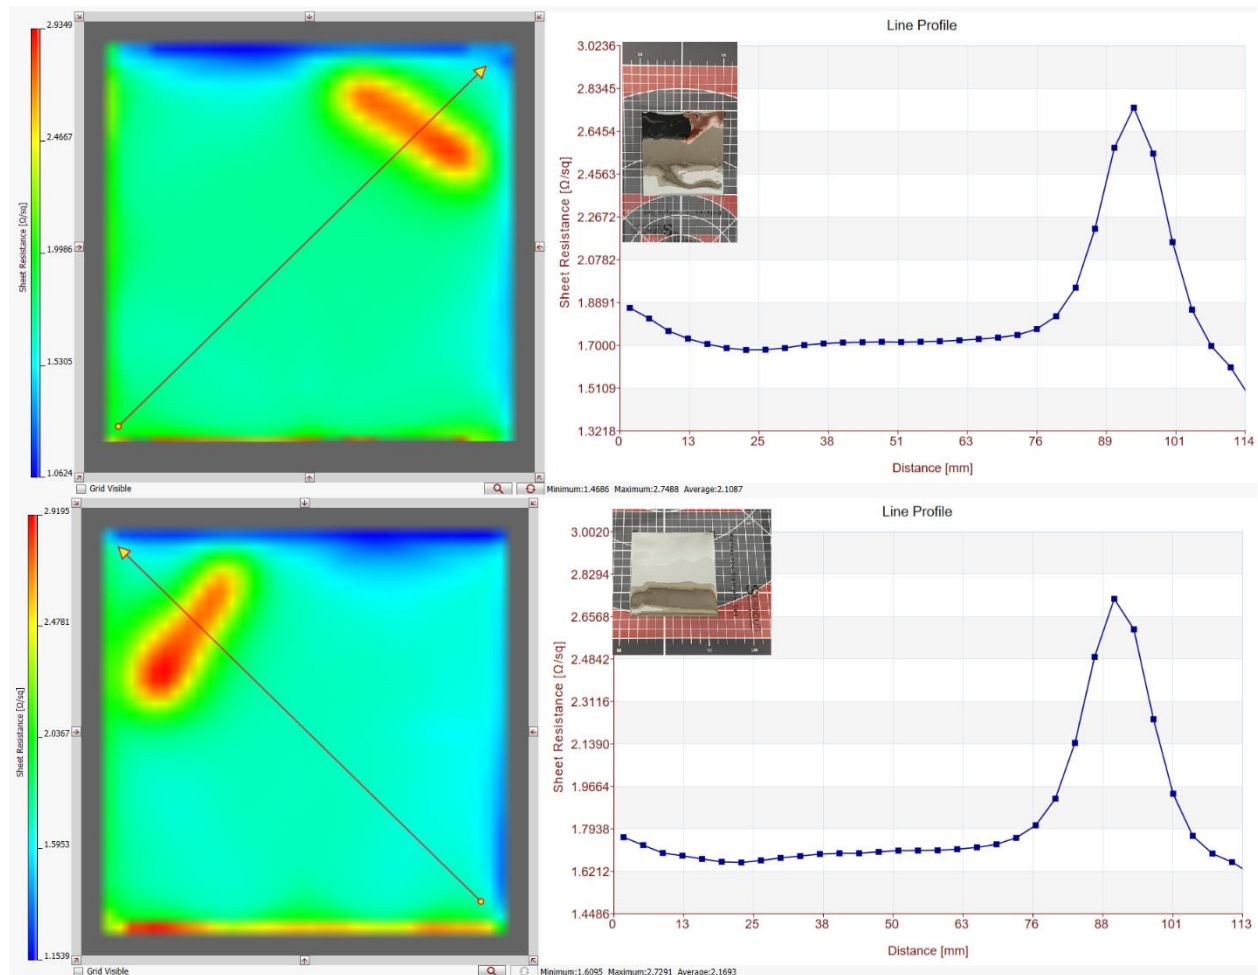 2.9349
2.4667
1.9986
1.5305
1.0624
Sheet Resistance [Ω/sq]
Grid Visible
Line Profile
3.0236
2.8345
2.6454
2.4563
2.2672
2.0782
1.8891
1.7000
1.5109
1.3218
Sheet Resistance [Ω/sq]
0 13 25 38 51 63 76 89 101 114
Distance [mm]
Minimum:1.4686 Maximum:2.7488 Average:2.1087
2.9195
2.4781
2.0367
1.5953
1.1539
Sheet Resistance [Ω/sq]
Grid Visible
Line Profile
3.0020
2.8294
2.6568
2.4842
2.3116
2.1390
1.9664
1.7938
1.6212
1.4486
Sheet Resistance [Ω/sq]
0 13 25 38 50 63 76 88 101 113
Distance [mm]
Minimum:1.6095 Maximum:2.7291 Average:2.1693